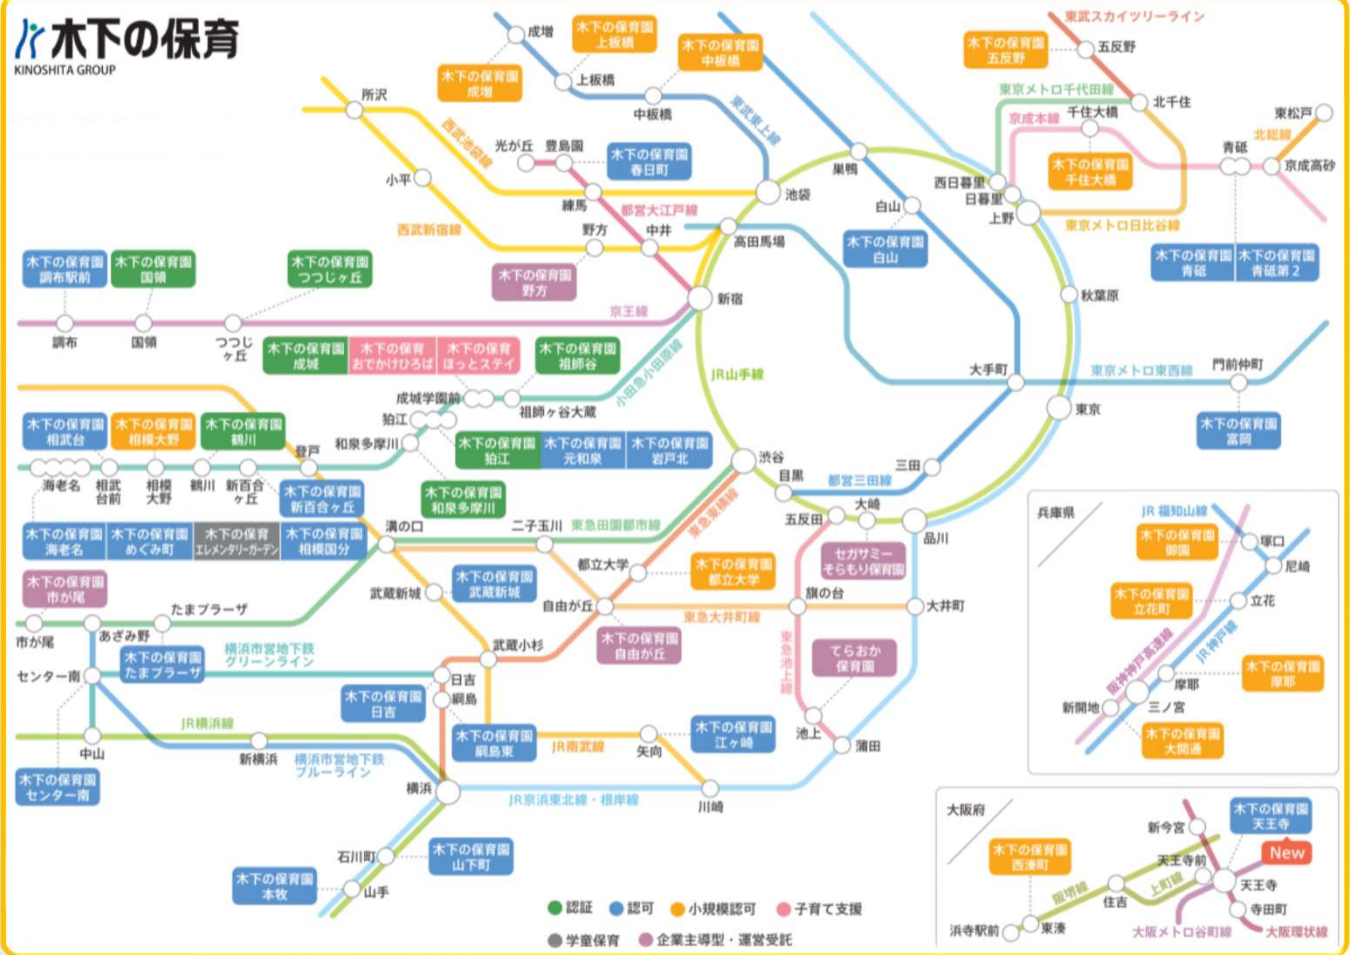 木下の保育
KINOSHITA GROUP
成増
木下の保育園
上板橋
木下の保育園
成増
上板橋
木下の保育園
中板橋
中板橋
東武東上線
東武スカイツリーライン
木下の保育園
五反野
五反野
東京メトロ千代田線
北千住
京成本線
千住大橋
木下の保育園
千住大橋
東松戸
北総線
青砥
京成高砂
木下の保育園
青砥
木下の保育園
青砥第2
東京メトロ日比谷線
西日暮里
日暮里
上野
巣鴨
白山
木下の保育園
白山
所沢
西武池袋線
小平
西武新宿線
光が丘
豊島園
木下の保育園
春日町
練馬
都営大江戸線
野方
中井
木下の保育園
野方
池袋
高田馬場
新宿
秋葉原
木下の保育園
調布駅前
木下の保育園
国領
木下の保育園
つつじヶ丘
京王線
調布
国領
つつじ
ヶ丘
木下の保育園
成城
木下の保育
おでかけひろば
木下の保育
ほっとステイ
木下の保育園
祖師谷
小田急小田原線
JR山手線
大手町
東京メトロ東西線
門前仲町
木下の保育園
富岡
東京
成城学園前
祖師ヶ谷大蔵
狛江
和泉多摩川
木下の保育園
狛江
木下の保育園
元和泉
木下の保育園
岩戸北
木下の保育園
和泉多摩川
木下の保育園
相武台
木下の保育園
相模大野
木下の保育園
鶴川
登戸
海老名
相武
台前
相模
大野
鶴川
新百合
ヶ丘
木下の保育園
新百合ヶ丘
木下の保育園
海老名
木下の保育園
めぐみ町
木下の保育
エレメンタリーガーデン
木下の保育園
相模国分
渋谷
目黒
都営三田線
三田
五反田
大崎
品川
セガサミー
そらもり保育園
溝の口
二子玉川
東急田園都市線
東急東横線
都立大学
木下の保育園
都立大学
武蔵新城
木下の保育園
武蔵新城
自由が丘
木下の保育園
自由が丘
東急大井町線
旗の台
大井町
東急池上線
てらおか
保育園
池上
蒲田
木下の保育園
市が尾
市が尾
あざみ野
たまプラーザ
木下の保育園
たまプラーザ
センター南
横浜市営地下鉄
グリーンライン
武蔵小杉
日吉
木下の保育園
日吉
綱島
木下の保育園
綱島東
JR南武線
矢向
木下の保育園
江ヶ崎
JR横浜線
中山
新横浜
横浜市営地下鉄
ブルーライン
木下の保育園
センター南
横浜
JR京浜東北線・根岸線
川崎
石川町
木下の保育園
山下町
木下の保育園
本牧
山手
兵庫県
JR 福知山線
木下の保育園
御園
塚口
尼崎
木下の保育園
立花町
立花
阪神神戸高速線
JR神戸線
摩耶
木下の保育園
摩耶
新開地
三ノ宮
木下の保育園
大開通
大阪府
新今宮
木下の保育園
天王寺
New
木下の保育園
西湊町
天王寺前
天王寺
阪堺線
上町線
住吉
寺田町
浜寺駅前
東湊
大阪メトロ谷町線
大阪環状線
認証
認可
小規模認可
子育て支援
学童保育
企業主導型・運営受託